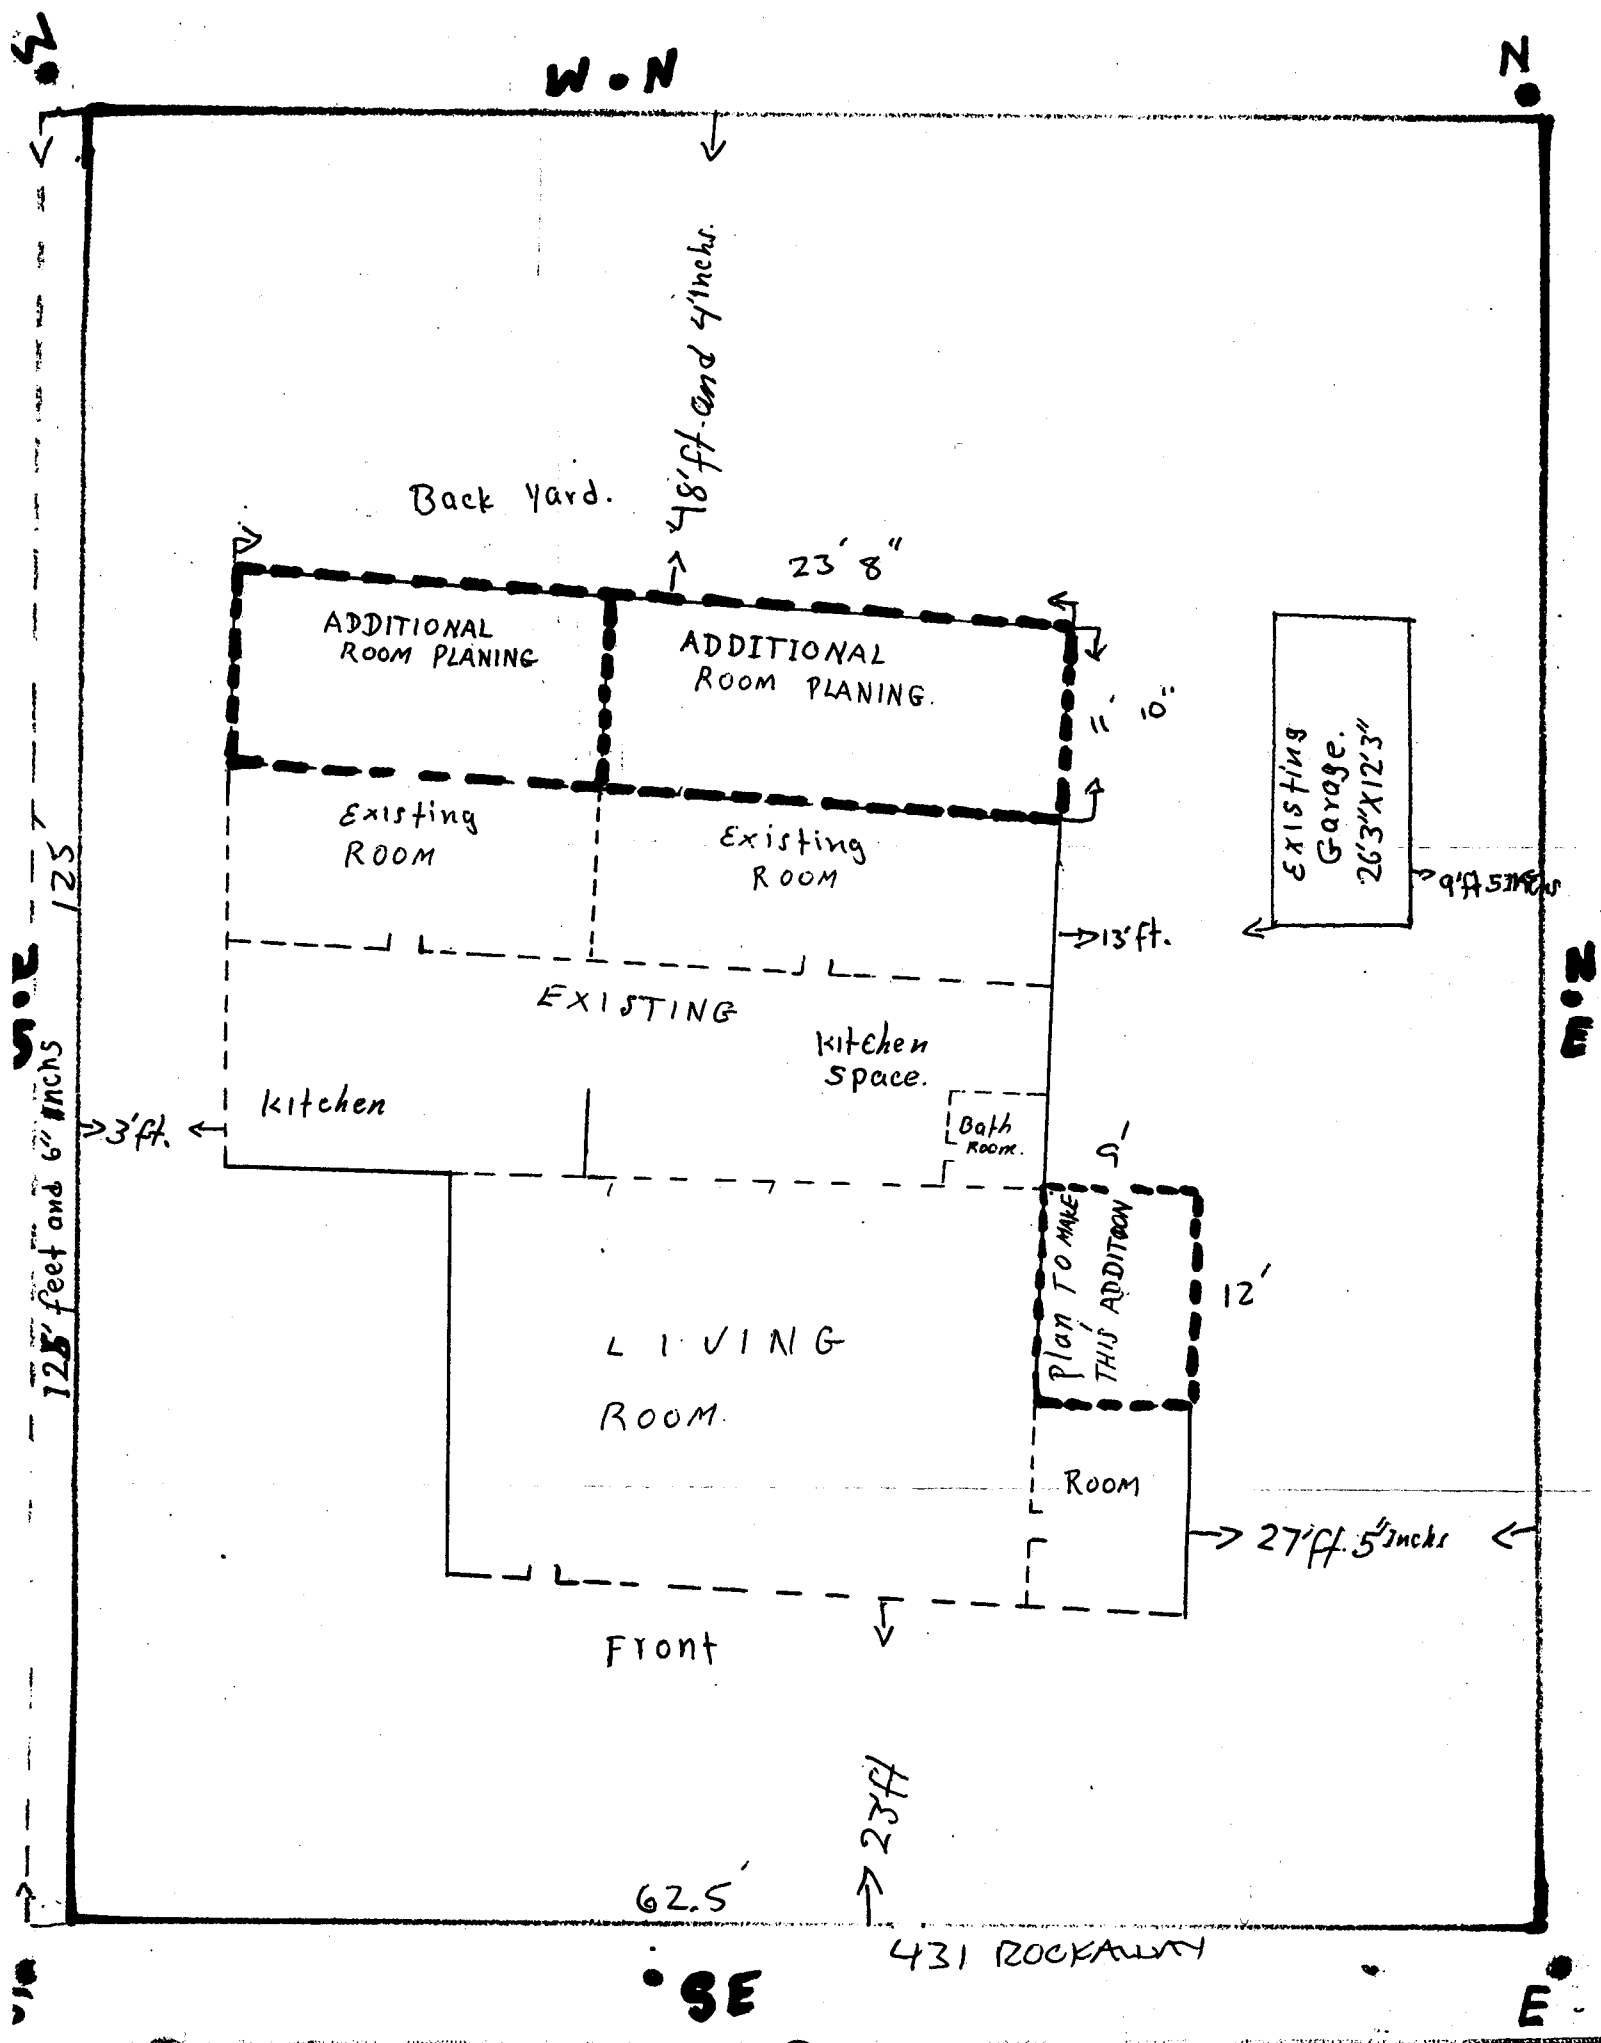 W • N
N
48'ft. and 4'Inchs.
Back Yard.
23' 8"
ADDITIONAL
ROOM PLANING
ADDITIONAL
ROOM PLANING.
11' 10"
Existing
Garage.
26'3"X12'3"
9'ft 5
Existing
ROOM
Existing
ROOM
13'ft.
125
N•E
EXISTING
kitchen
Space.
kitchen
Bath
Room.
3'ft.
feet and 6" Inchs
Plan TO MAKE
THIS ADDITOON
12'
LIVING
ROOM.
ROOM
27'ft. 5"Inchs
Front
23'ft
62.5'
431 ROCKAWAY
• SE
E